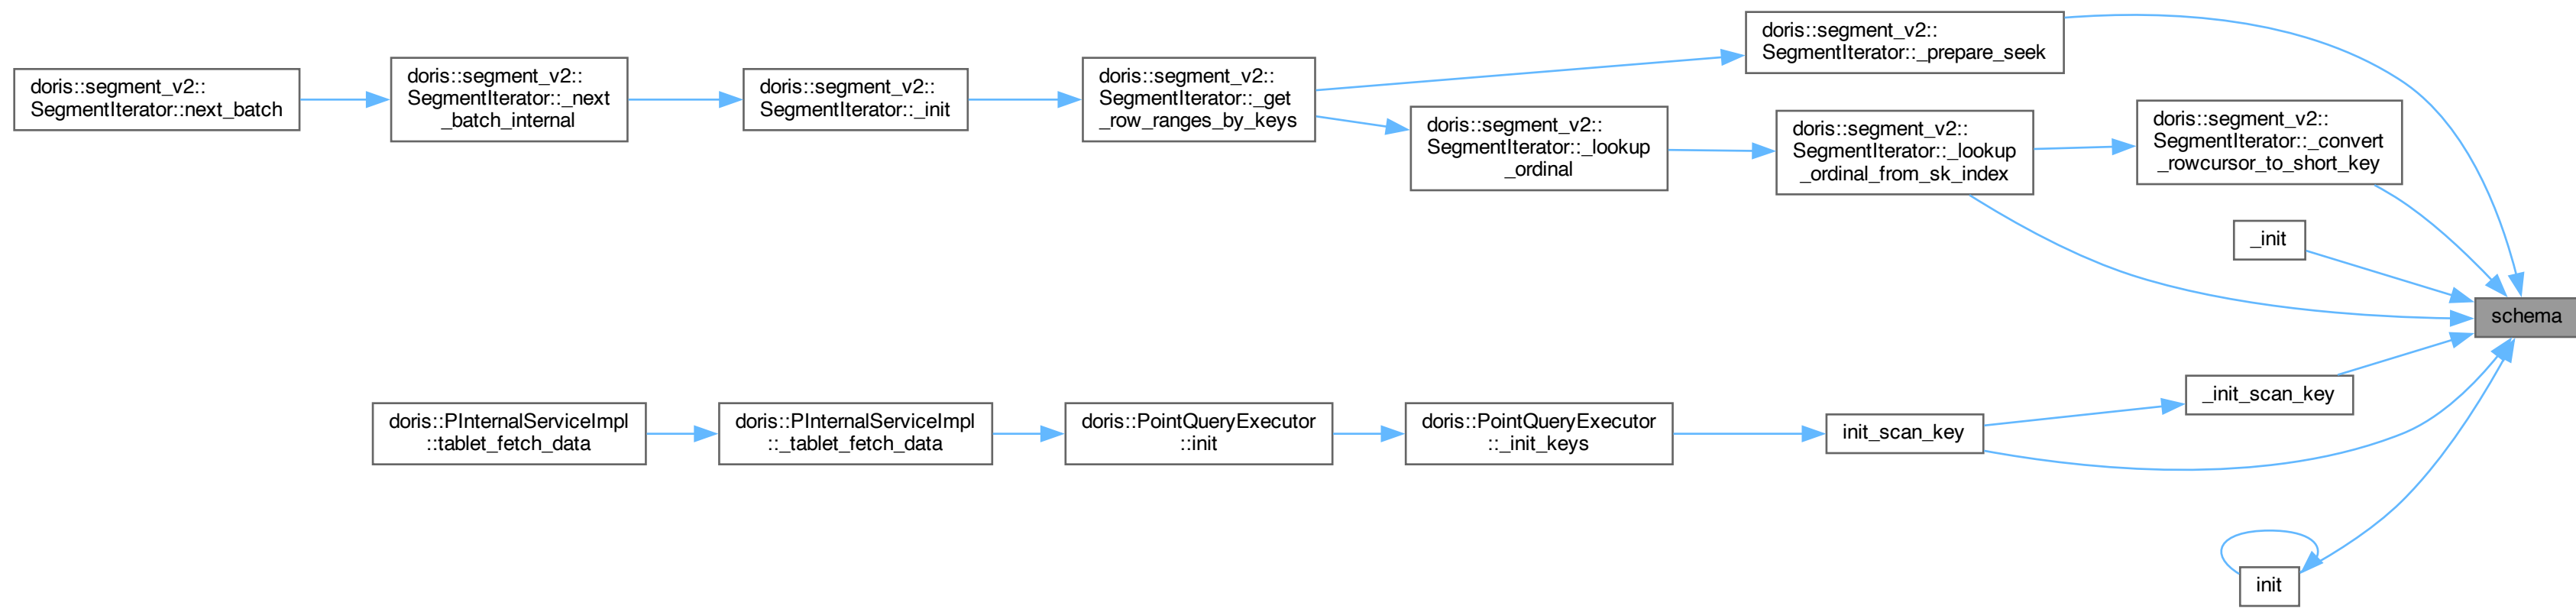 doris::segment_v2::
SegmentIterator::next_batch
doris::segment_v2::
SegmentIterator::_next
_batch_internal
doris::segment_v2::
SegmentIterator::_init
doris::segment_v2::
SegmentIterator::_get
_row_ranges_by_keys
doris::segment_v2::
SegmentIterator::_prepare_seek
doris::segment_v2::
SegmentIterator::_lookup
_ordinal
doris::segment_v2::
SegmentIterator::_lookup
_ordinal_from_sk_index
doris::segment_v2::
SegmentIterator::_convert
_rowcursor_to_short_key
_init
schema
doris::PInternalServiceImpl
::tablet_fetch_data
doris::PInternalServiceImpl
::_tablet_fetch_data
doris::PointQueryExecutor
::init
doris::PointQueryExecutor
::_init_keys
init_scan_key
_init_scan_key
init